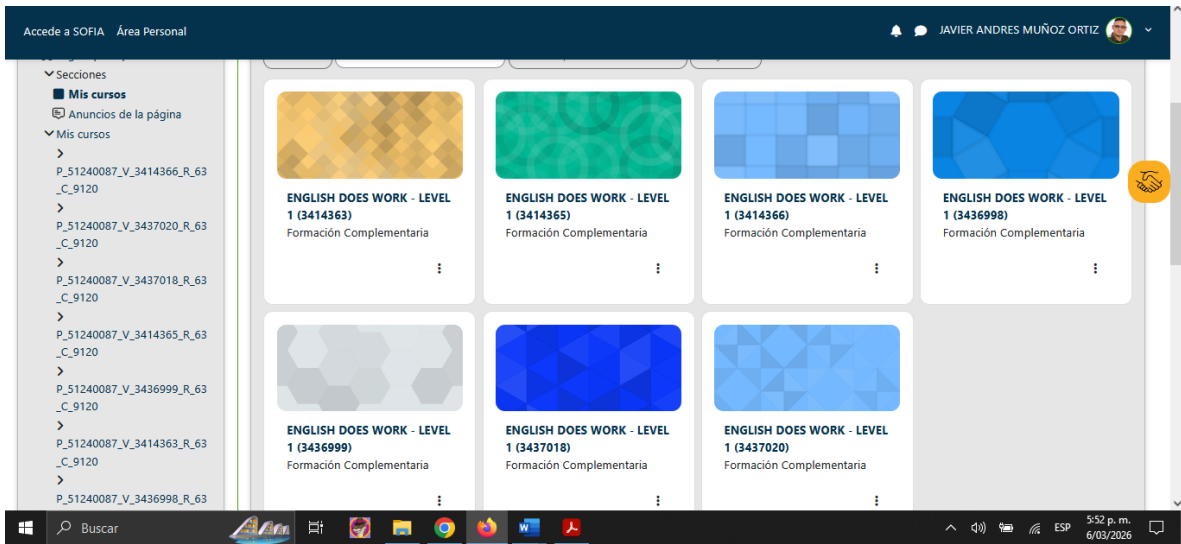 Accede a SOFIA Área Personal
JAVIER ANDRES MUÑOZ ORTIZ
Secciones
Mis cursos
Anuncios de la página
Mis cursos
P_51240087_V_3414366_R_63
_C_9120
P_51240087_V_3437020_R_63
_C_9120
P_51240087_V_3437018_R_63
_C_9120
P_51240087_V_3414365_R_63
_C_9120
P_51240087_V_3436999_R_63
_C_9120
P_51240087_V_3414363_R_63
_C_9120
P_51240087_V_3436998_R_63
ENGLISH DOES WORK - LEVEL
1 (3414363)
Formación Complementaria
ENGLISH DOES WORK - LEVEL
1 (3414365)
Formación Complementaria
ENGLISH DOES WORK - LEVEL
1 (3414366)
Formación Complementaria
ENGLISH DOES WORK - LEVEL
1 (3436998)
Formación Complementaria
ENGLISH DOES WORK - LEVEL
1 (3436999)
Formación Complementaria
ENGLISH DOES WORK - LEVEL
1 (3437018)
Formación Complementaria
ENGLISH DOES WORK - LEVEL
1 (3437020)
Formación Complementaria
Buscar
ESP
5:52 p. m.
6/03/2026